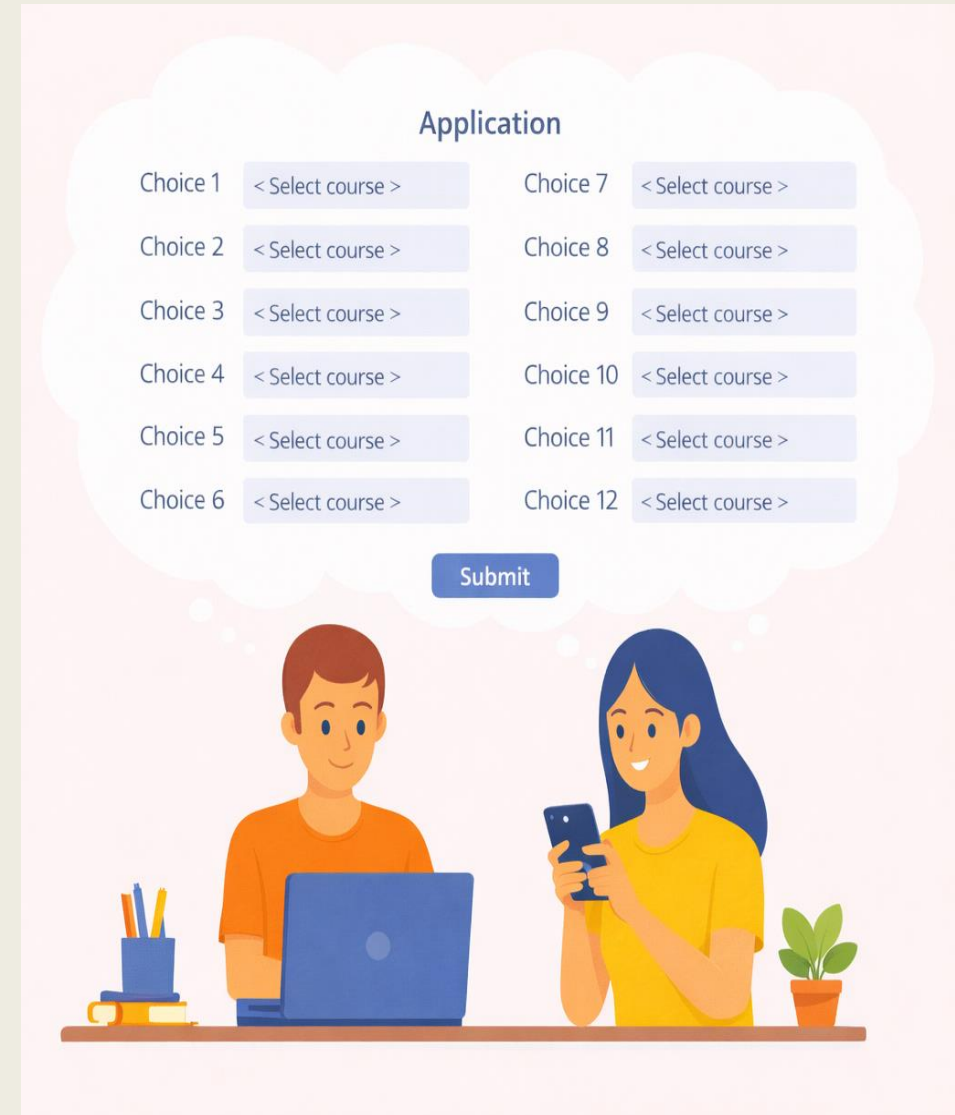 Application
Choice 1 < Select course >
Choice 2 < Select course >
Choice 3 < Select course >
Choice 4 < Select course >
Choice 5 < Select course >
Choice 6 < Select course >
Choice 7 < Select course >
Choice 8 < Select course >
Choice 9 < Select course >
Choice 10 < Select course >
Choice 11 < Select course >
Choice 12 < Select course >
Submit